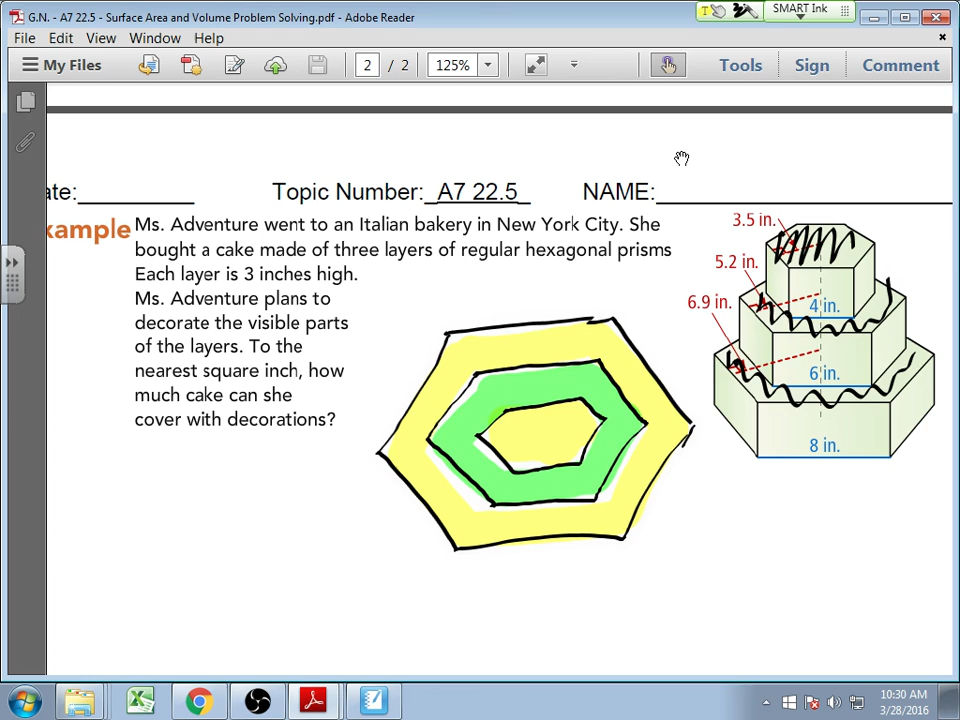 G.N. - A7 22.5 - Surface Area and Volume Problem Solving.pdf - Adobe Reader
SMART Ink
File Edit View Window Help
My Files 2 / 2 125% Tools Sign Comment
ate:_________ Topic Number:_A7 22.5_ NAME:____________________
xample Ms. Adventure went to an Italian bakery in New York City. She
bought a cake made of three layers of regular hexagonal prisms
Each layer is 3 inches high.
Ms. Adventure plans to
decorate the visible parts
of the layers. To the
nearest square inch, how
much cake can she
cover with decorations?
3.5 in.
5.2 in.
6.9 in.
4 in.
6 in.
8 in.
10:30 AM
3/28/2016